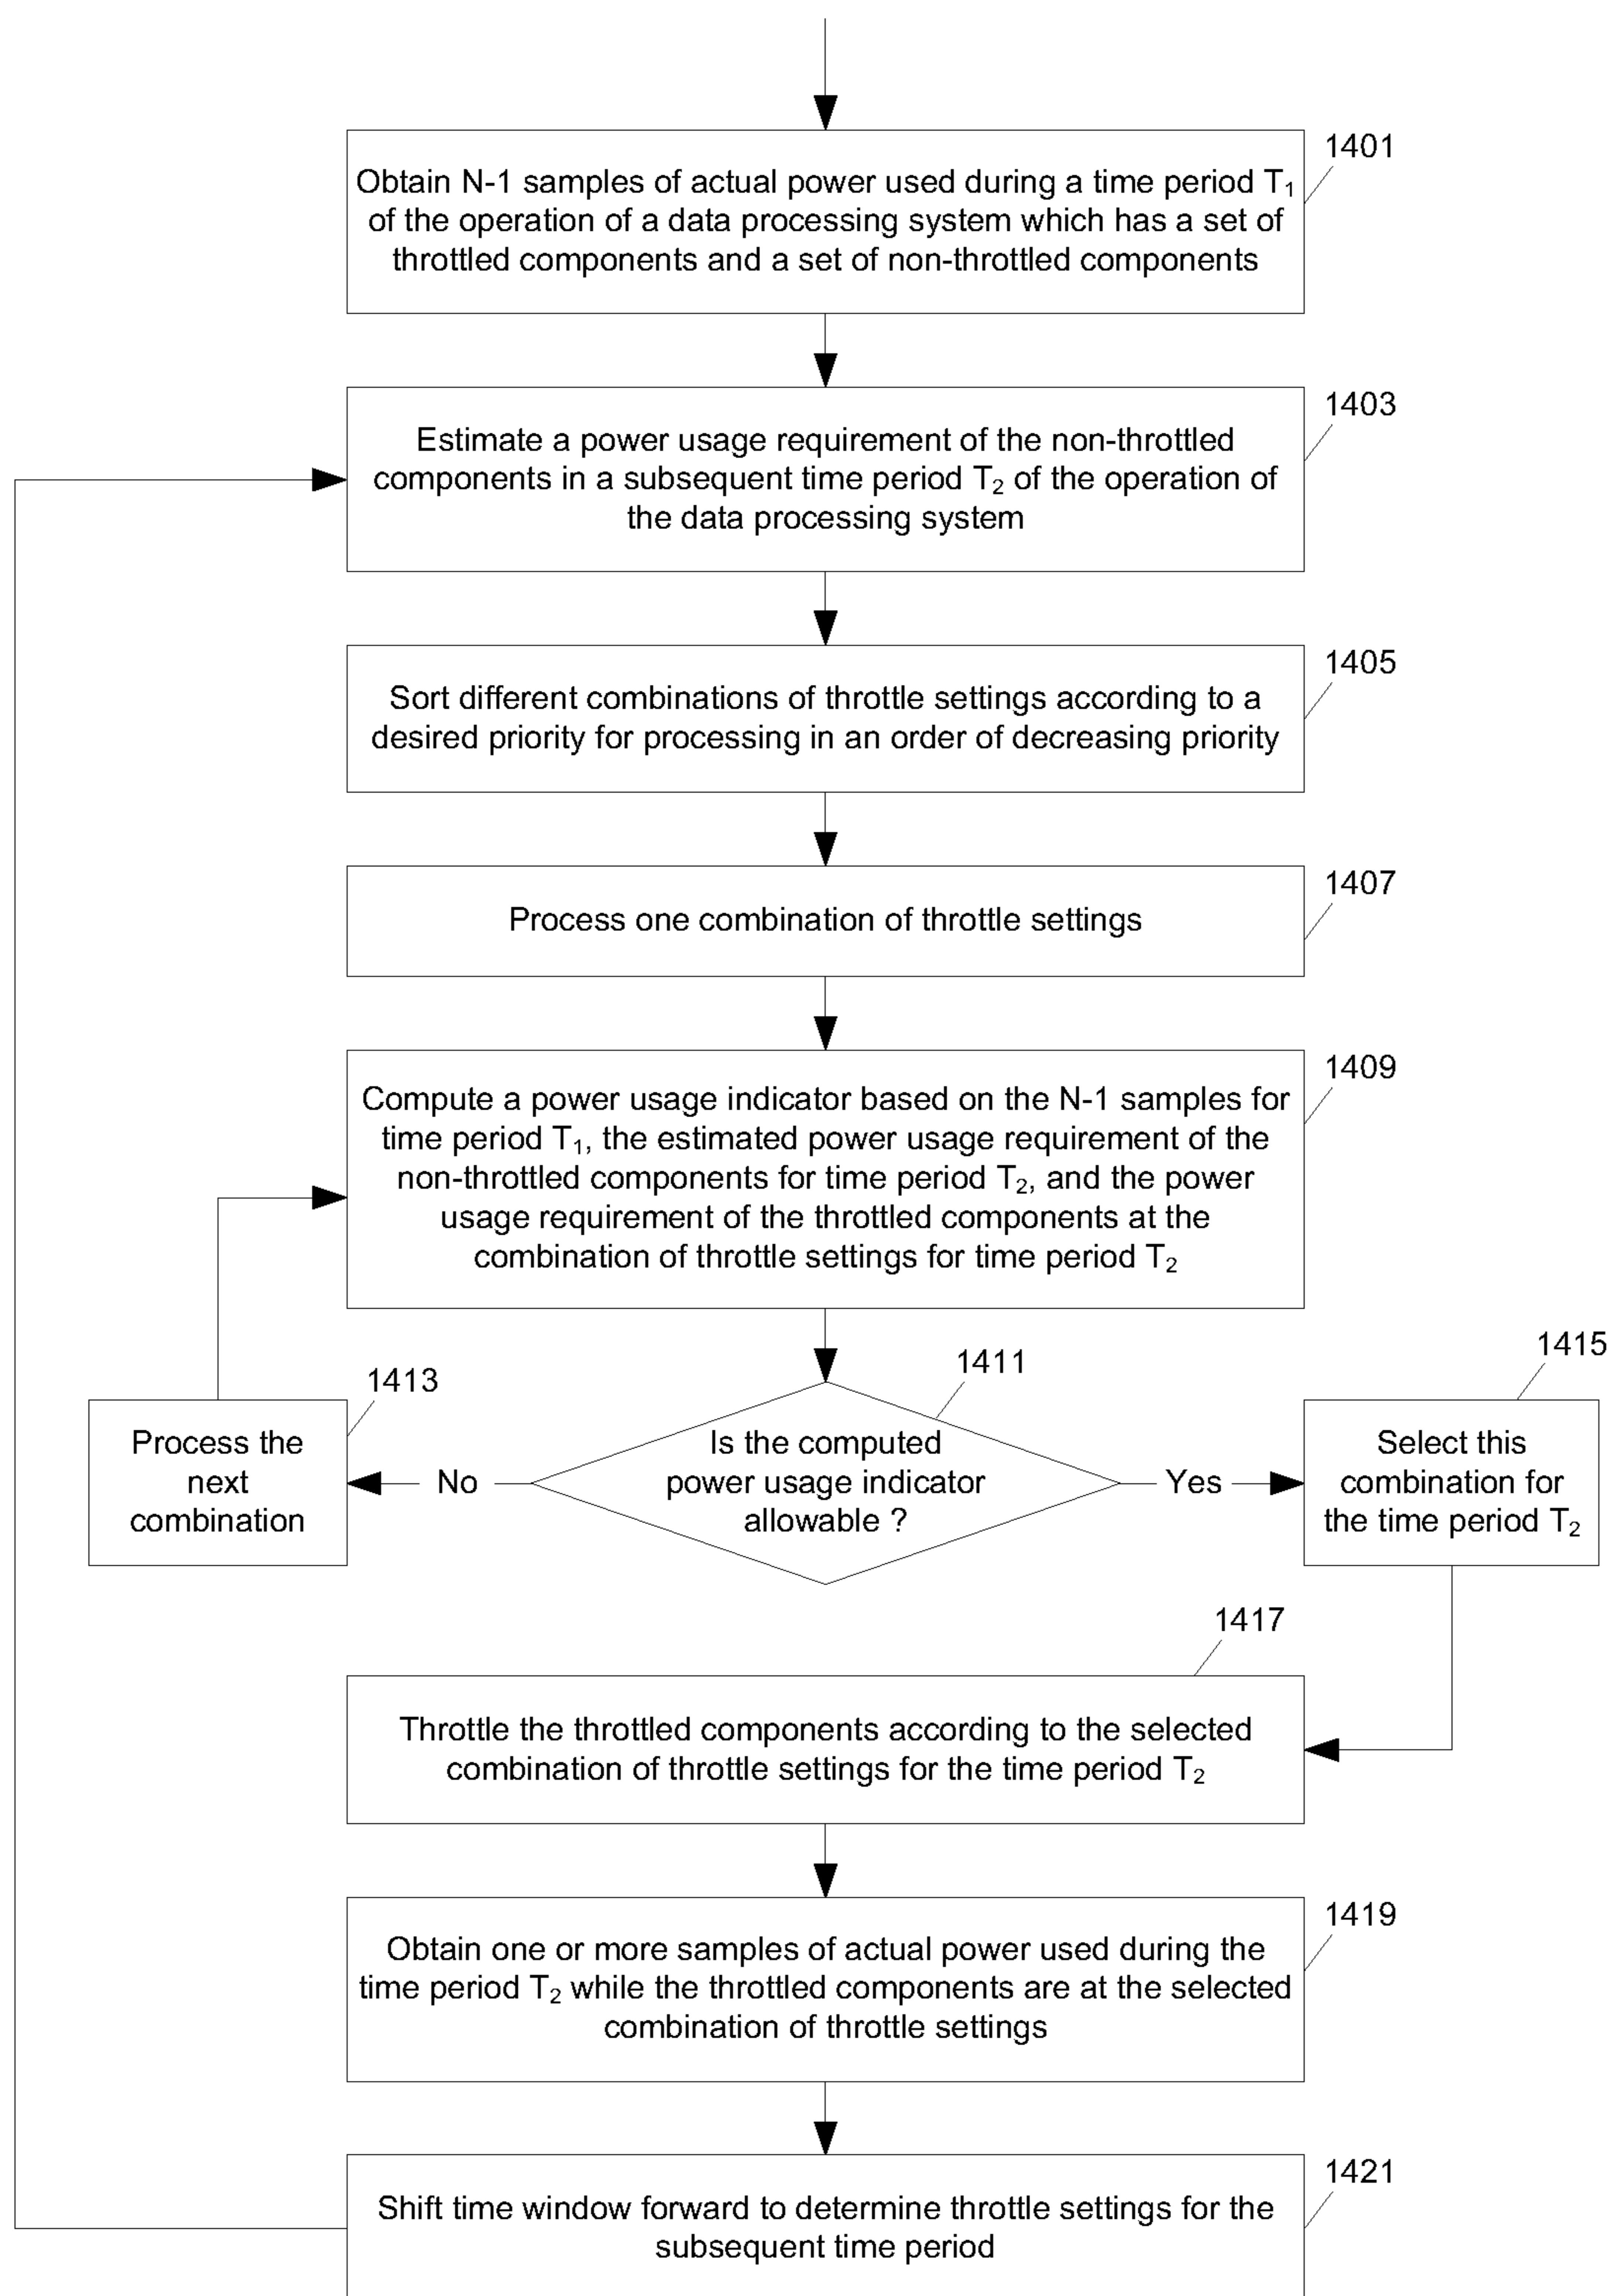 1401
Obtain N-1 samples of actual power used during a time period T₁
of the operation of a data processing system which has a set of
throttled components and a set of non-throttled components
1403
Estimate a power usage requirement of the non-throttled
components in a subsequent time period T₂ of the operation of
the data processing system
1405
Sort different combinations of throttle settings according to a
desired priority for processing in an order of decreasing priority
1407
Process one combination of throttle settings
1409
Compute a power usage indicator based on the N-1 samples for
time period T₁, the estimated power usage requirement of the
non-throttled components for time period T₂, and the power
usage requirement of the throttled components at the
combination of throttle settings for time period T₂
1413
Process the
next
combination
No
1411
Is the computed
power usage indicator
allowable ?
Yes
1415
Select this
combination for
the time period T₂
1417
Throttle the throttled components according to the selected
combination of throttle settings for the time period T₂
1419
Obtain one or more samples of actual power used during the
time period T₂ while the throttled components are at the selected
combination of throttle settings
1421
Shift time window forward to determine throttle settings for the
subsequent time period